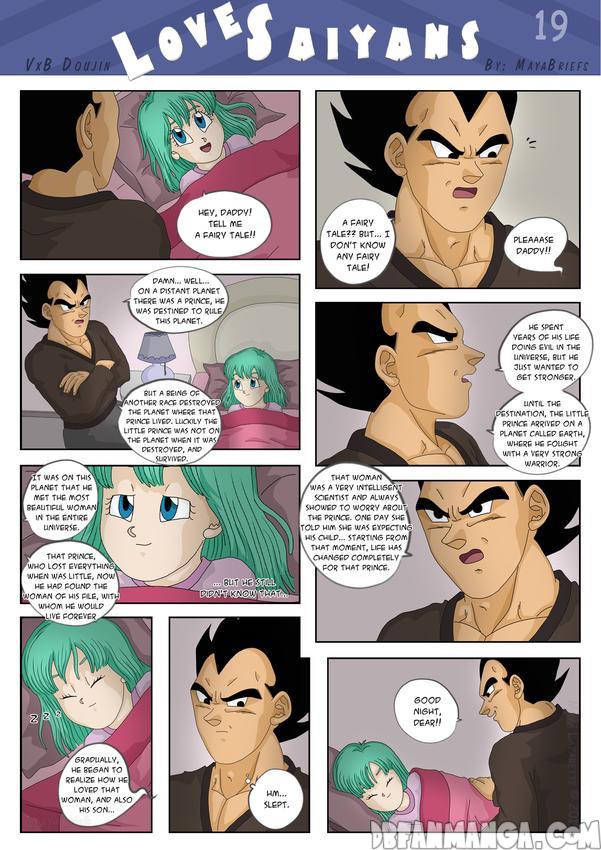 LOVE SAIYANS
19
VXB DOUJIN
BY: MAYABRIEFS
HEY, DADDY!
TELL ME
A FAIRY TALE!!
A FAIRY
TALE?? BUT... I
DON'T KNOW
ANY FAIRY
TALE!
PLEAAASE
DADDY!!
DAMN... WELL...
ON A DISTANT PLANET
THERE WAS A PRINCE, HE
WAS DESTINED TO RULE
THIS PLANET.
BUT A BEING OF
ANOTHER RACE DESTROYED
THE PLANET WHERE THAT
PRINCE LIVED. LUCKILY THE
LITTLE PRINCE WAS NOT ON
THE PLANET WHEN IT WAS
DESTROYED, AND
SURVIVED.
HE SPENT
YEARS OF HIS LIFE
DOING EVIL IN THE
UNIVERSE, BUT HE
JUST WANTED TO
GET STRONGER.
UNTIL THE
DESTINATION, THE LITTLE
PRINCE ARRIVED ON A
PLANET CALLED EARTH,
WHERE HE FOUGHT
WITH A VERY STRONG
WARRIOR.
IT WAS ON THIS
PLANET THAT HE
MET THE MOST
BEAUTIFUL WOMAN
IN THE ENTIRE
UNIVERSE.
THAT PRINCE,
WHO LOST EVERYTHING
WHEN WAS LITTLE, NOW
HE HAD FOUND THE
WOMAN OF HIS FILE, WITH
WHOM HE WOULD
LIVE FOREVER
... BUT HE STILL
DIDN'T KNOW THAT...
THAT WOMAN
WAS A VERY INTELLIGENT
SCIENTIST AND ALWAYS
SHOWED TO WORRY ABOUT
THE PRINCE. ONE DAY SHE
TOLD HIM SHE WAS EXPECTING
HIS CHILD... STARTING FROM
THAT MOMENT, LIFE HAS
CHANGED COMPLETELY
FOR THAT PRINCE.
Z Z Z
GRADUALLY,
HE BEGAN TO
REALIZE HOW HE
LOVED THAT
WOMAN, AND ALSO
HIS SON...
HM...
SLEPT.
GOOD
NIGHT,
DEAR!!
DBFANMANGA.COM